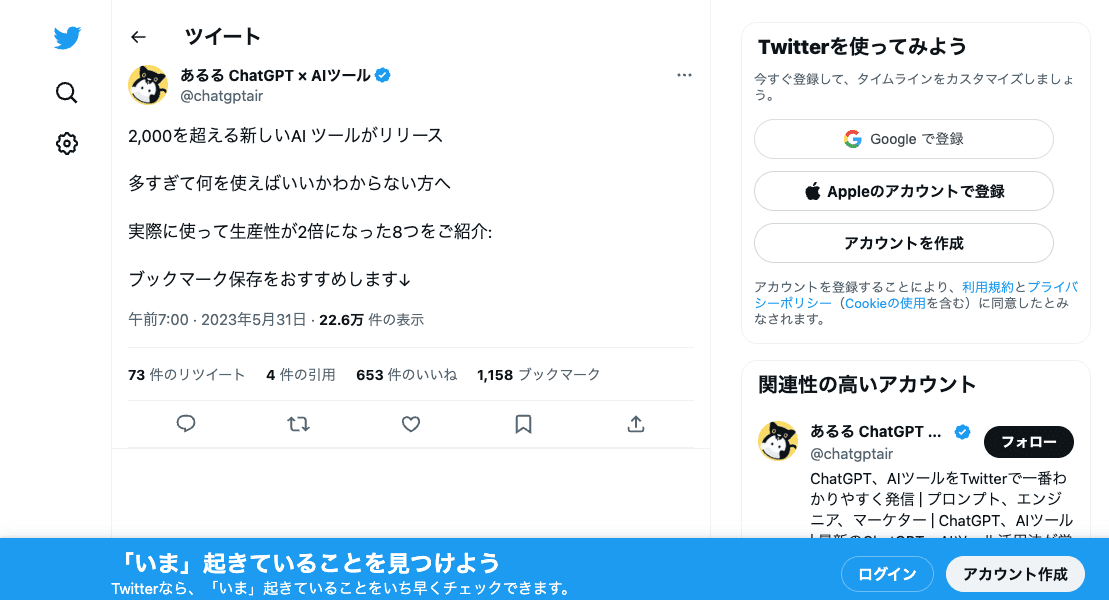 ツイート
あるる ChatGPT × AIツール
@chatgptair
2,000を超える新しいAI ツールがリリース
多すぎて何を使えばいいかわからない方へ
実際に使って生産性が2倍になった8つをご紹介:
ブックマーク保存をおすすめします↓
午前7:00 · 2023年5月31日 · 22.6万 件の表示
73 件のリツイート 4 件の引用 653 件のいいね 1,158 ブックマーク
Twitterを使ってみよう
今すぐ登録して、タイムラインをカスタマイズしましょ
う。
Google で登録
Appleのアカウントで登録
アカウントを作成
アカウントを登録することにより、利用規約とプライバ
シーポリシー（Cookieの使用を含む）に同意したとみ
なされます。
関連性の高いアカウント
あるる ChatGPT ...
@chatgptair
フォロー
ChatGPT、AIツールをTwitterで一番わ
かりやすく発信 | プロンプト、エンジ
ニア、マーケター | ChatGPT、AIツール
「いま」起きていることを見つけよう
Twitterなら、「いま」起きていることをいち早くチェックできます。
ログイン
アカウント作成